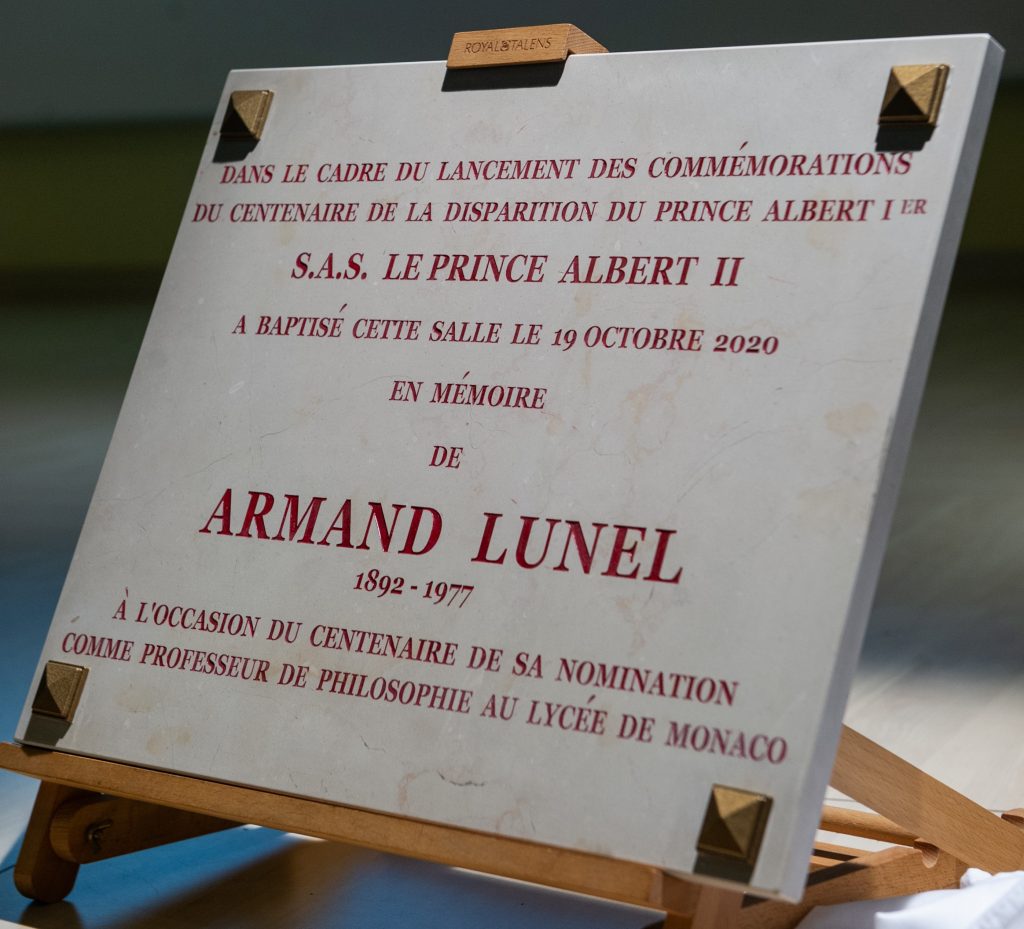 ROYAL TALENS
DANS LE CADRE DU LANCEMENT DES COMMÉMORATIONS
DU CENTENAIRE DE LA DISPARITION DU PRINCE ALBERT IER
S.A.S. LE PRINCE ALBERT II
A BAPTISÉ CETTE SALLE LE 19 OCTOBRE 2020
EN MÉMOIRE
DE
ARMAND LUNEL
1892 - 1977
À L'OCCASION DU CENTENAIRE DE SA NOMINATION
COMME PROFESSEUR DE PHILOSOPHIE AU LYCÉE DE MONACO